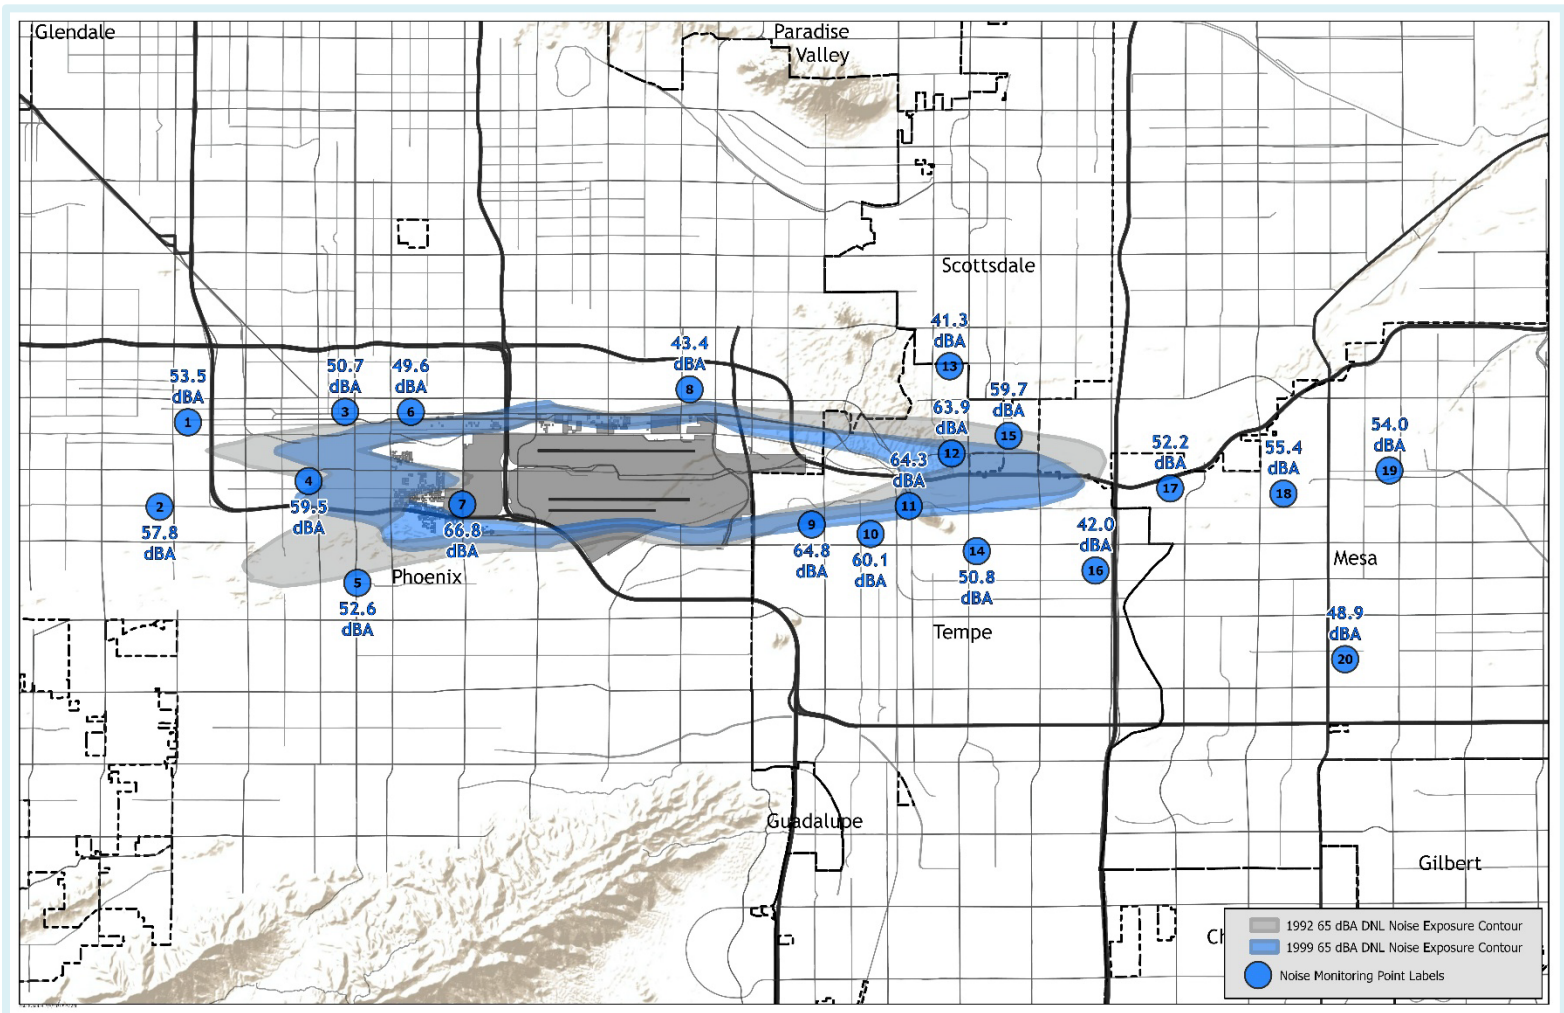 Glendale
Paradise
Valley
Scottsdale
41.3
dBA
13
43.4
dBA
8
50.7
dBA
3
49.6
dBA
6
53.5
dBA
1
59.7
dBA
15
63.9
dBA
12
64.3
dBA
11
52.2
dBA
17
55.4
dBA
18
54.0
dBA
19
4
59.5
dBA
2
57.8
dBA
7
66.8
dBA
9
64.8
dBA
10
60.1
dBA
14
50.8
dBA
42.0
dBA
16
5
52.6
dBA
Phoenix
Mesa
Tempe
48.9
dBA
20
Guadalupe
Gilbert
Ch
1992 65 dBA DNL Noise Exposure Contour
1999 65 dBA DNL Noise Exposure Contour
Noise Monitoring Point Labels